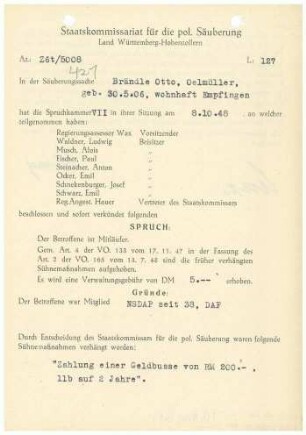 Staatskommissariat für die pol. Säuberung
Land Württemberg-Hohenzollern
Az.: 24t/5008
L.: 127
427
In der Säuberungssache Brändle Otto, Oelmüller,
geb. 30.5.06, wohnhaft Empfingen
hat die Spruchkammer VII in ihrer Sitzung am 8.10.48, an welcher
teilgenommen haben:
Regierungsassessor Wax Vorsitzender
Waldner, Ludwig Beisitzer
Musch, Alois "
Fischer, Paul "
Steinacher, Anton "
Ocker, Emil "
Schneckenburger, Josef "
Schwarz, Emil "
Reg.Angest. Hauer Vertreter des Staatskommissars
beschlossen und sofort verkündet folgenden
SPRUCH:
Der Betroffene ist Mitläufer.
Gem. Art. 4 der VO. 133 vom 17. 11. 47 in der Fassung des
Art. 2 der VO. 165 vom 13. 7. 48 sind die früher verhängten
Sühnemaßnahmen aufgehoben.
Es wird eine Verwaltungsgebühr von DM 5.-- erhoben.
Gründe:
Der Betroffene war Mitglied NSDAP seit 38, DAF
Durch Entscheidung des Staatskommissars für die pol. Säuberung waren folgende
Sühnemaßnahmen verhängt worden:
"Zahlung einer Geldbusse von RM 200.-,
llb auf 2 Jahre".